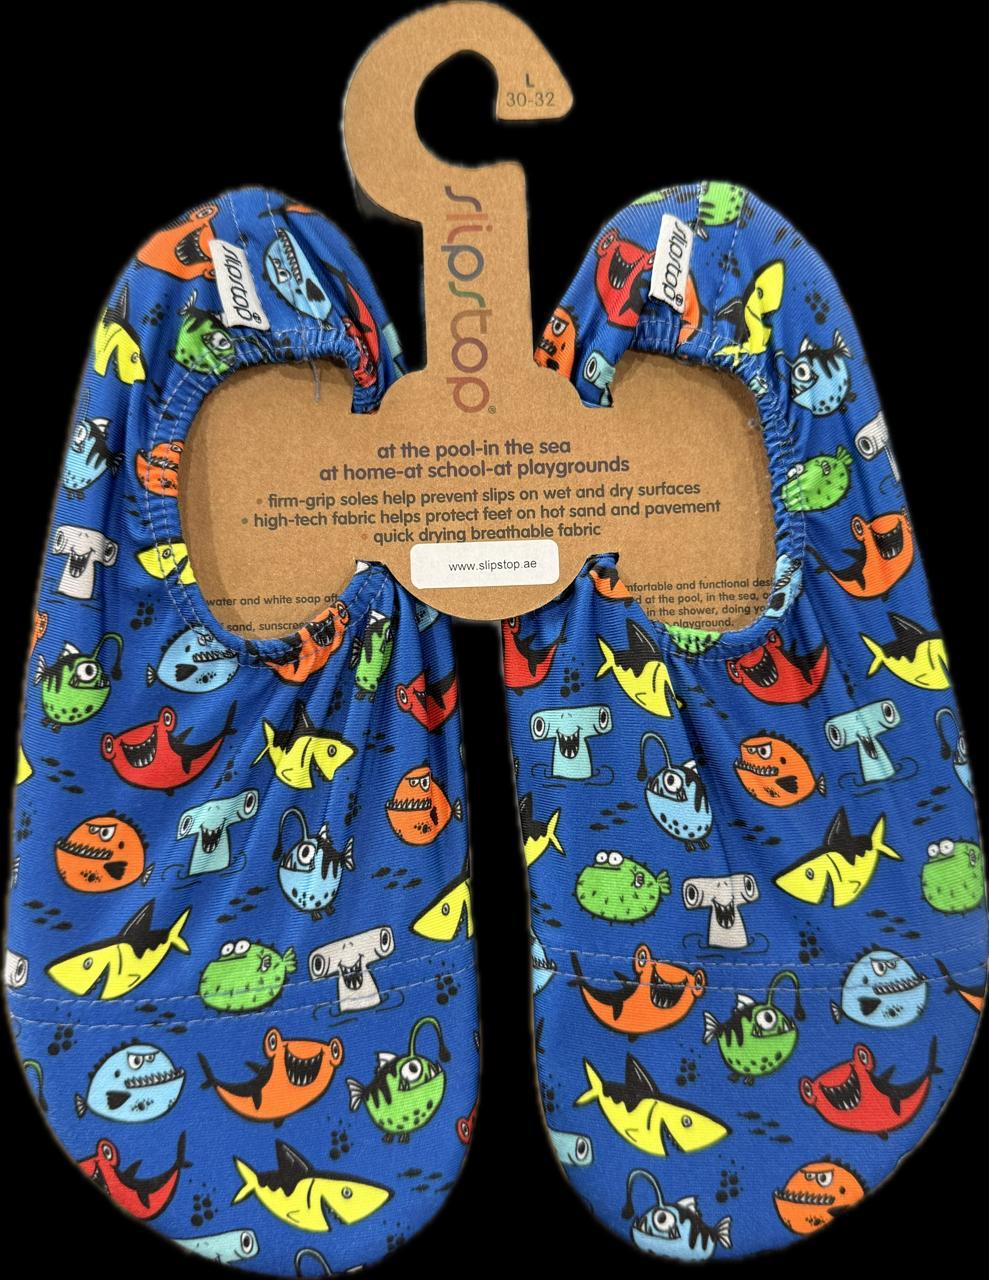 L
30-32
slipstop®
slipstop®
slipstop®
at the pool-in the sea
at home-at school-at playgrounds
• firm-grip soles help prevent slips on wet and dry surfaces
• high-tech fabric helps protect feet on hot sand and pavement
• quick drying breathable fabric
www.slipstop.ae
water and white soap
sand,
and functional
at the pool, in the sea,
in the shower, doing
playground.